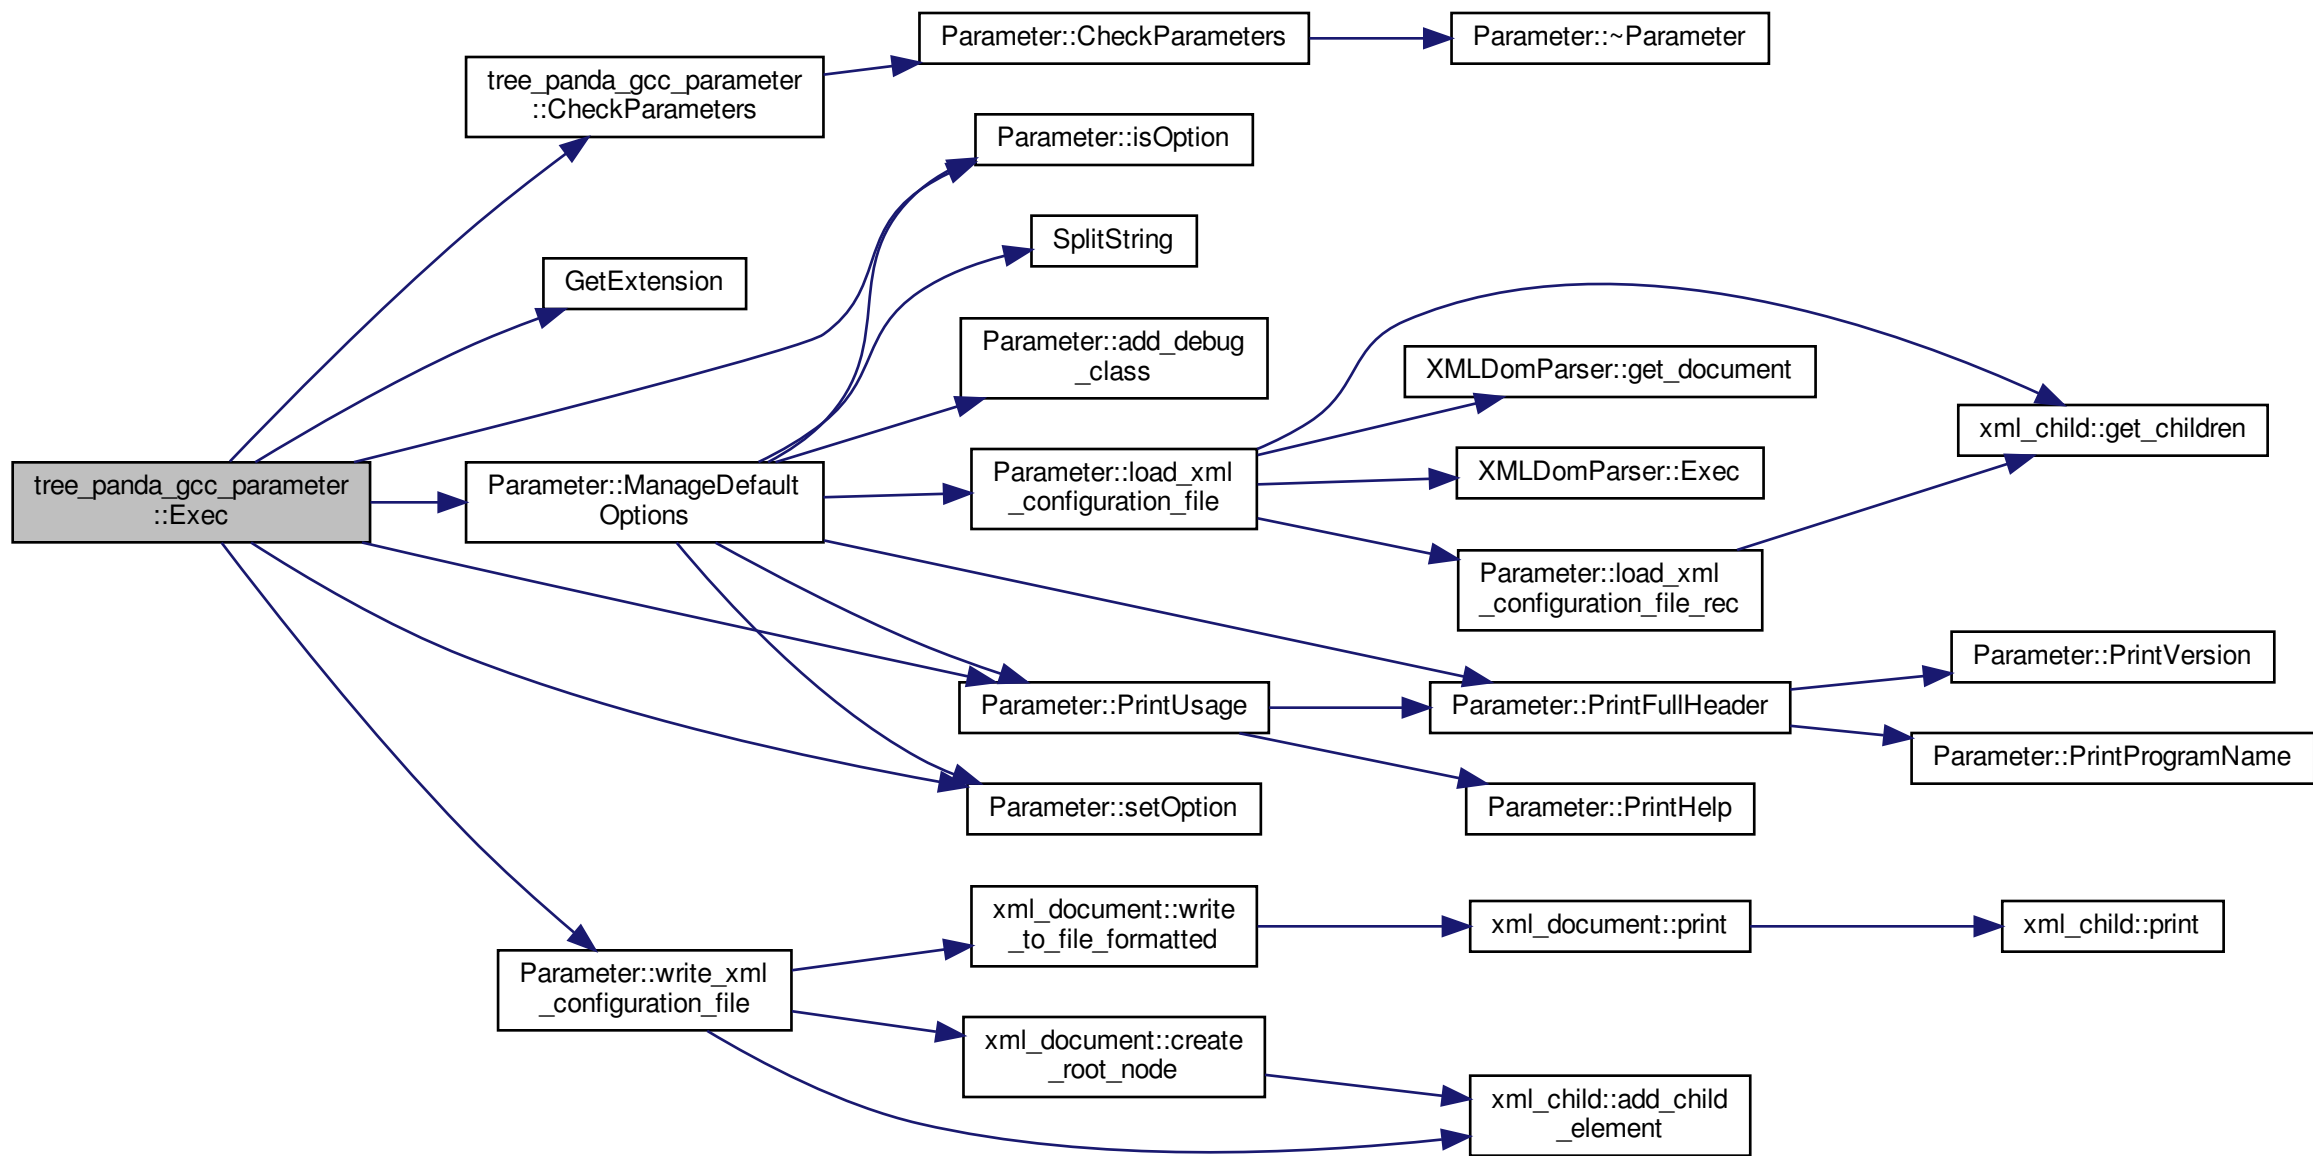 Parameter::CheckParameters
Parameter::~Parameter
tree_panda_gcc_parameter
::CheckParameters
Parameter::isOption
SplitString
GetExtension
Parameter::add_debug
_class
XMLDomParser::get_document
xml_child::get_children
tree_panda_gcc_parameter
::Exec
Parameter::ManageDefault
Options
Parameter::load_xml
_configuration_file
XMLDomParser::Exec
Parameter::load_xml
_configuration_file_rec
Parameter::PrintVersion
Parameter::PrintUsage
Parameter::PrintFullHeader
Parameter::PrintProgramName
Parameter::setOption
Parameter::PrintHelp
xml_document::write
_to_file_formatted
xml_document::print
xml_child::print
Parameter::write_xml
_configuration_file
xml_document::create
_root_node
xml_child::add_child
_element